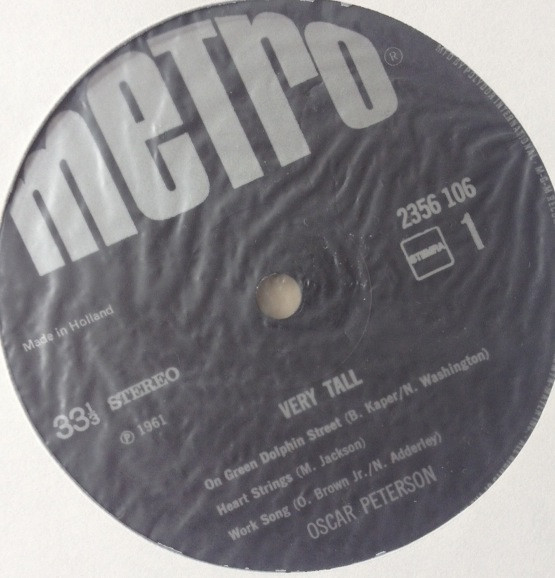 metro ®
2356 106
STEMRA
1
Made in Holland
33⅓ STEREO
℗ 1961
VERY TALL
On Green Dolphin Street (B. Kaper/N. Washington)
Heart Strings (M. Jackson)
Work Song (O. Brown Jr./N. Adderley)
OSCAR PETERSON